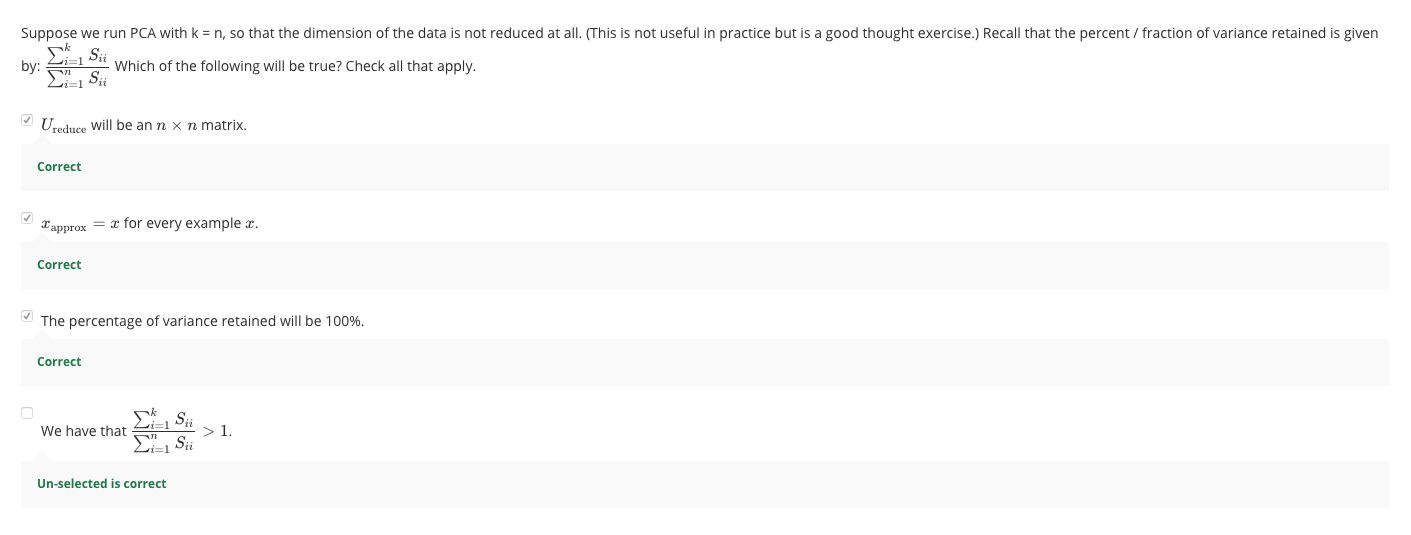 Suppose we run PCA with k = n, so that the dimension of the data is not reduced at all. (This is not useful in practice but is a good thought exercise.) Recall that the percent / fraction of variance retained is given
by: $\frac{\sum_{i=1}^{k} S_{ii}}{\sum_{i=1}^{n} S_{ii}}$ Which of the following will be true? Check all that apply.
$U_{\text{reduce}}$ will be an $n \times n$ matrix.
Correct
$x_{\text{approx}} = x$ for every example $x$.
Correct
The percentage of variance retained will be 100%.
Correct
We have that $\frac{\sum_{i=1}^{k} S_{ii}}{\sum_{i=1}^{n} S_{ii}} > 1$.
Un-selected is correct